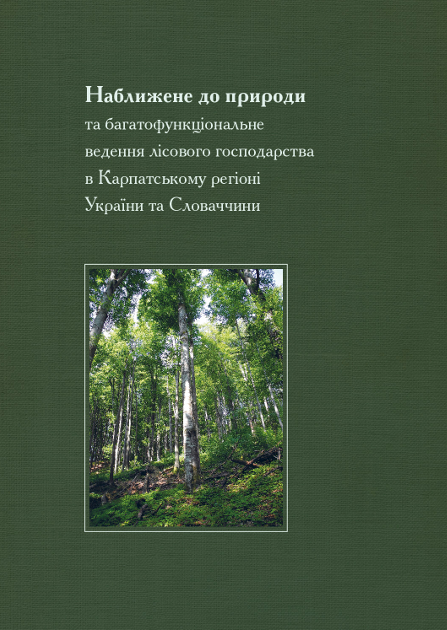 Наближене до природи
та багатофункціональне
ведення лісового господарства
в Карпатському регіоні
України та Словаччини